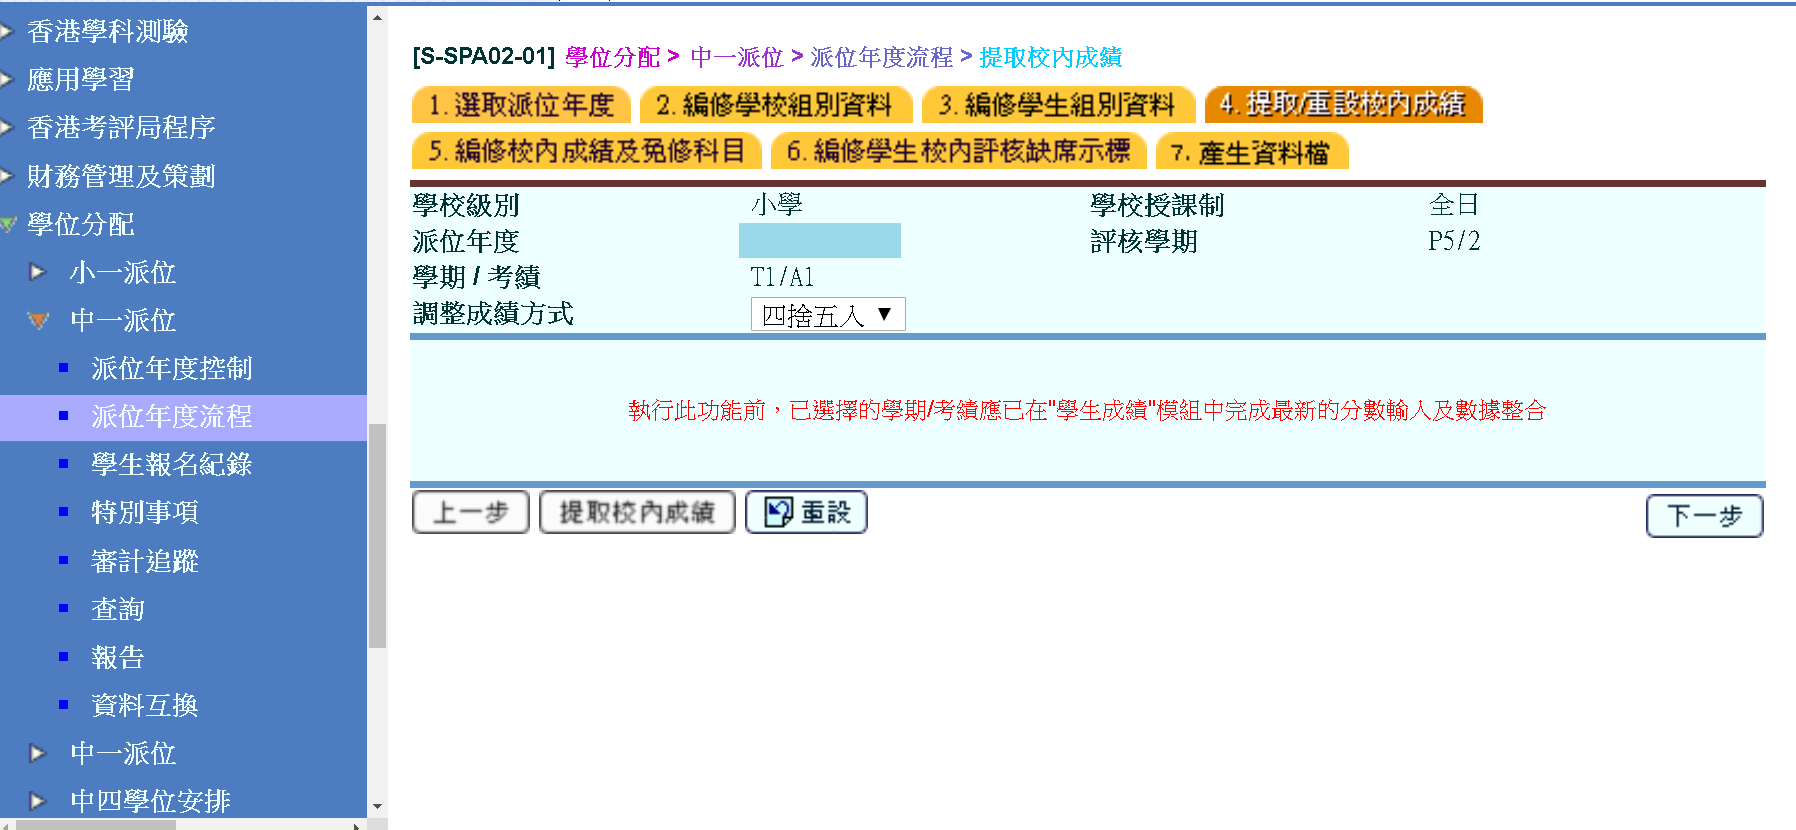 香港學科測驗
應用學習
香港考評局程序
財務管理及策劃
學位分配
小一派位
中一派位
派位年度控制
派位年度流程
學生報名紀錄
特別事項
審計追蹤
查詢
報告
資料互換
中一派位
中四學位安排
[S-SPA02-01] 學位分配 > 中一派位 > 派位年度流程 > 提取校內成績
1. 選取派位年度 2. 編修學校組別資料 3. 編修學生組別資料 4. 提取/重設校內成績
5. 編修校內成績及免修科目 6. 編修學生校內評核缺席示標 7. 產生資料檔
學校級別 小學 學校授課制 全日
派位年度 評核學期 P5/2
學期 / 考績 T1/A1
調整成績方式 四捨五入
執行此功能前，已選擇的學期/考績應已在"學生成績"模組中完成最新的分數輸入及數據整合
上一步 提取校內成績 重設 下一步